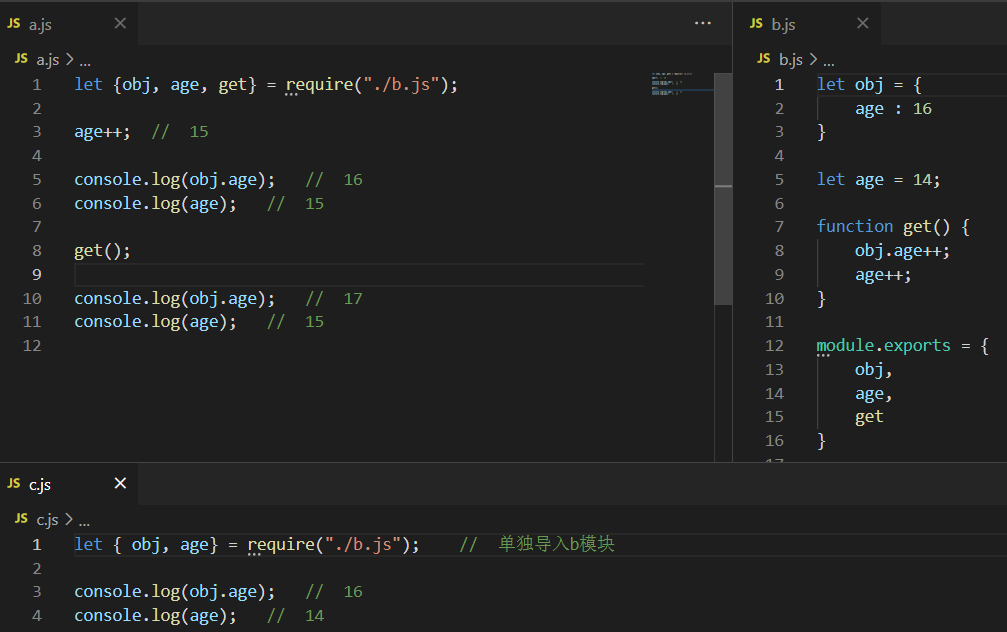 JS a.js ✕ ...
JS a.js > ...
1 let {obj, age, get} = require("./b.js");
2
3 age++;  //  15
4
5 console.log(obj.age);   //  16
6 console.log(age);   //  15
7
8 get();
9
10 console.log(obj.age);   //  17
11 console.log(age);   //  15
12
JS b.js ✕
JS b.js > ...
1 let obj = {
2     age : 16
3 }
4
5 let age = 14;
6
7 function get() {
8     obj.age++;
9     age++;
10 }
11
12 module.exports = {
13     obj,
14     age,
15     get
16 }
17
JS c.js ✕
JS c.js > ...
1 let { obj, age} = require("./b.js");    //  单独导入b模块
2
3 console.log(obj.age);   //  16
4 console.log(age);   //  14